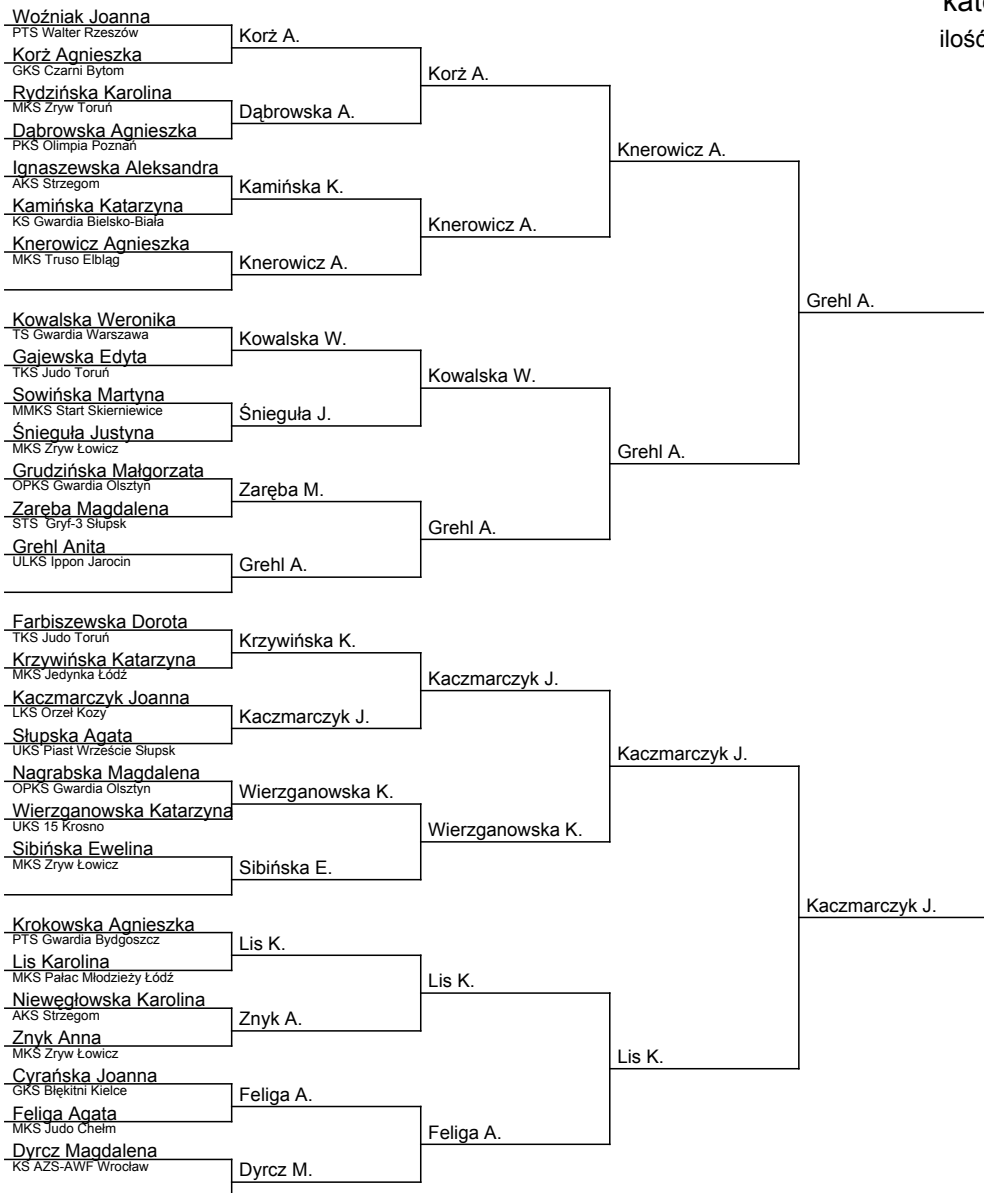 kate
ilość
Woźniak Joanna
PTS Walter Rzeszów
Korż Agnieszka
GKS Czarni Bytom
Rydzińska Karolina
MKS Zryw Toruń
Dąbrowska Agnieszka
PKS Olimpia Poznań
Ignaszewska Aleksandra
AKS Strzegom
Kamińska Katarzyna
KS Gwardia Bielsko-Biała
Knerowicz Agnieszka
MKS Truso Elbląg
Kowalska Weronika
TS Gwardia Warszawa
Gajewska Edyta
TKS Judo Toruń
Sowińska Martyna
MMKS Start Skierniewice
Śnieguła Justyna
MKS Zryw Łowicz
Grudzińska Małgorzata
OPKS Gwardia Olsztyn
Zaręba Magdalena
STS Gryf-3 Słupsk
Grehl Anita
ULKS Ippon Jarocin
Farbiszewska Dorota
TKS Judo Toruń
Krzywińska Katarzyna
MKS Jedynka Łódź
Kaczmarczyk Joanna
LKS Orzeł Kozy
Słupska Agata
UKS Piast Wrzeście Słupsk
Nagrabska Magdalena
OPKS Gwardia Olsztyn
Wierzganowska Katarzyna
UKS 15 Krosno
Sibińska Ewelina
MKS Zryw Łowicz
Krokowska Agnieszka
PTS Gwardia Bydgoszcz
Lis Karolina
MKS Pałac Młodzieży Łódź
Niewęgłowska Karolina
AKS Strzegom
Znyk Anna
MKS Zryw Łowicz
Cyrańska Joanna
GKS Błękitni Kielce
Feliga Agata
MKS Judo Chełm
Dyrcz Magdalena
KS AZS-AWF Wrocław
Korż A.
Dąbrowska A.
Kamińska K.
Knerowicz A.
Kowalska W.
Śnieguła J.
Zaręba M.
Grehl A.
Krzywińska K.
Kaczmarczyk J.
Wierzganowska K.
Sibińska E.
Lis K.
Znyk A.
Feliga A.
Dyrcz M.
Korż A.
Knerowicz A.
Kowalska W.
Grehl A.
Kaczmarczyk J.
Wierzganowska K.
Lis K.
Feliga A.
Knerowicz A.
Grehl A.
Kaczmarczyk J.
Lis K.
Grehl A.
Kaczmarczyk J.